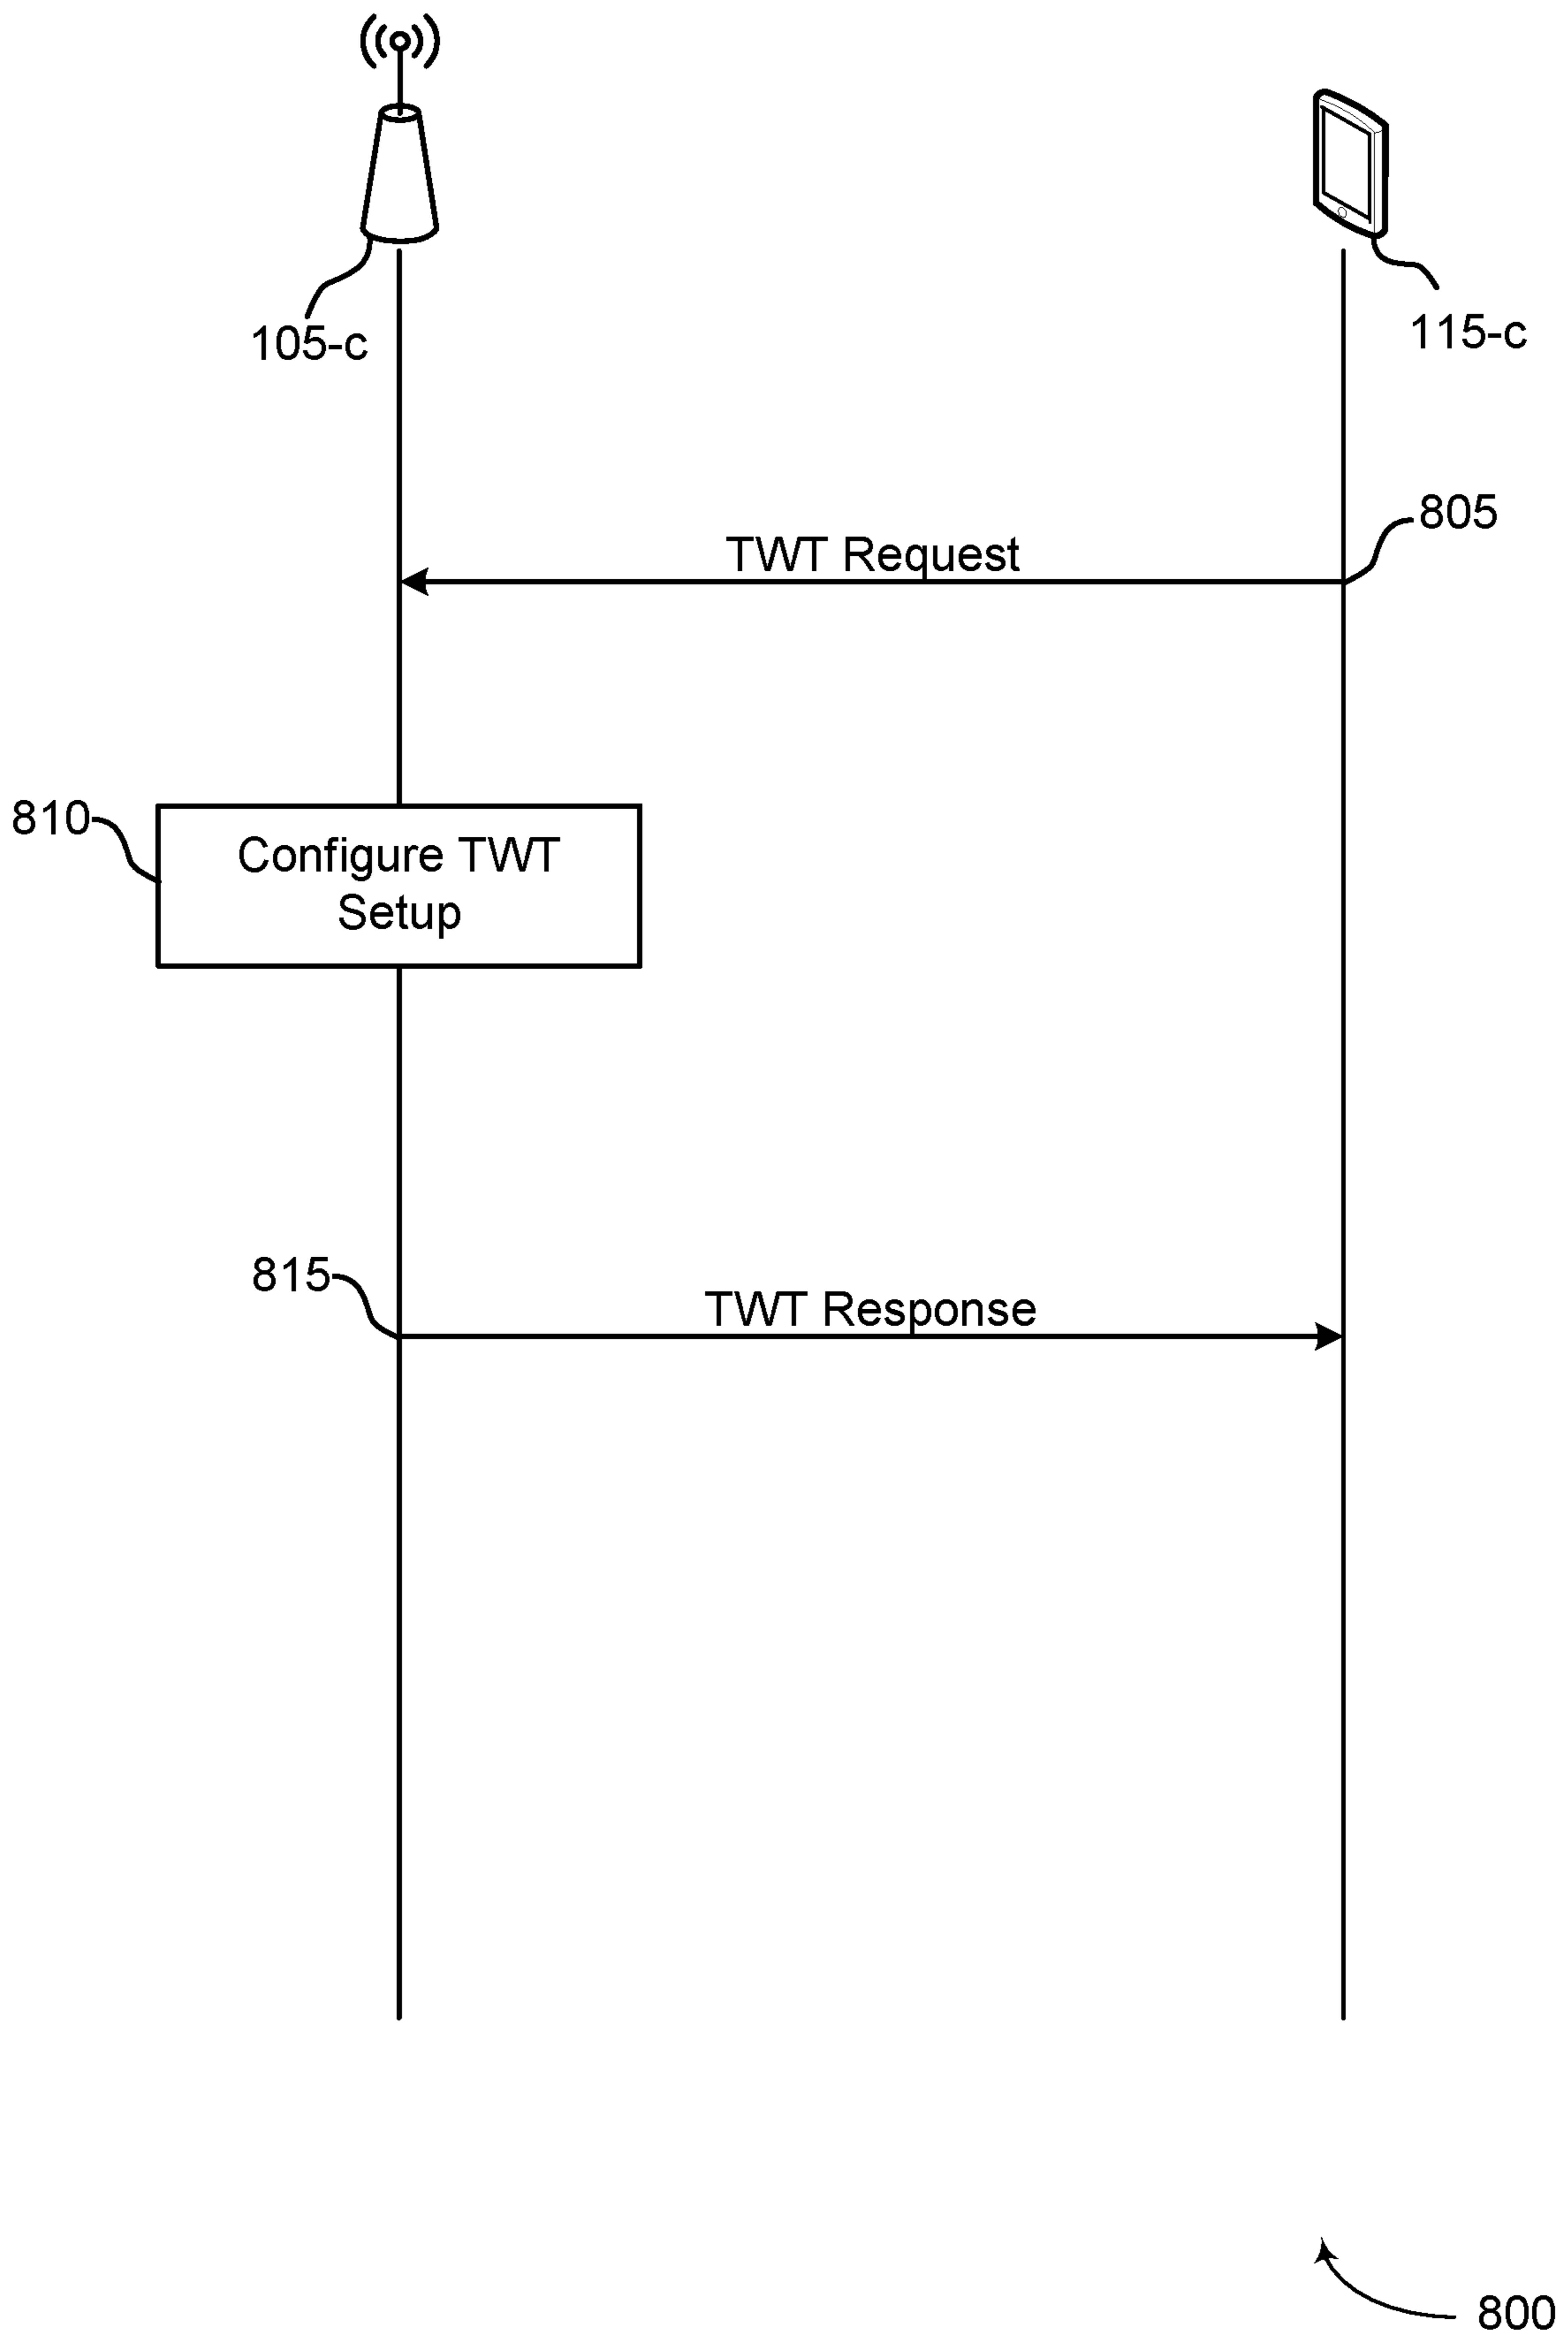 105-c
115-c
805
TWT Request
810
Configure TWT
Setup
815
TWT Response
800